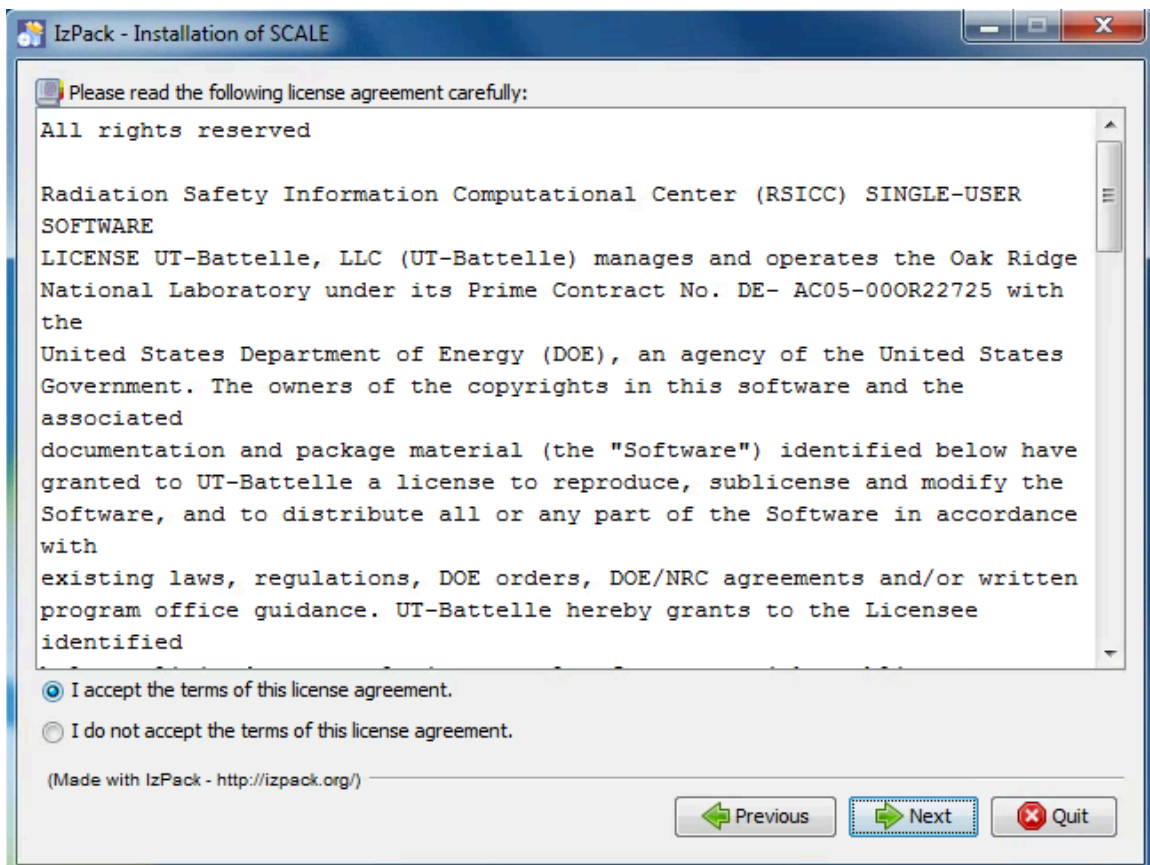 IzPack - Installation of SCALE
Please read the following license agreement carefully:
All rights reserved
Radiation Safety Information Computational Center (RSICC) SINGLE-USER
SOFTWARE
LICENSE UT-Battelle, LLC (UT-Battelle) manages and operates the Oak Ridge
National Laboratory under its Prime Contract No. DE- AC05-00OR22725 with
the
United States Department of Energy (DOE), an agency of the United States
Government. The owners of the copyrights in this software and the
associated
documentation and package material (the "Software") identified below have
granted to UT-Battelle a license to reproduce, sublicense and modify the
Software, and to distribute all or any part of the Software in accordance
with
existing laws, regulations, DOE orders, DOE/NRC agreements and/or written
program office guidance. UT-Battelle hereby grants to the Licensee
identified
I accept the terms of this license agreement.
I do not accept the terms of this license agreement.
(Made with IzPack - http://izpack.org/)
Previous Next Quit